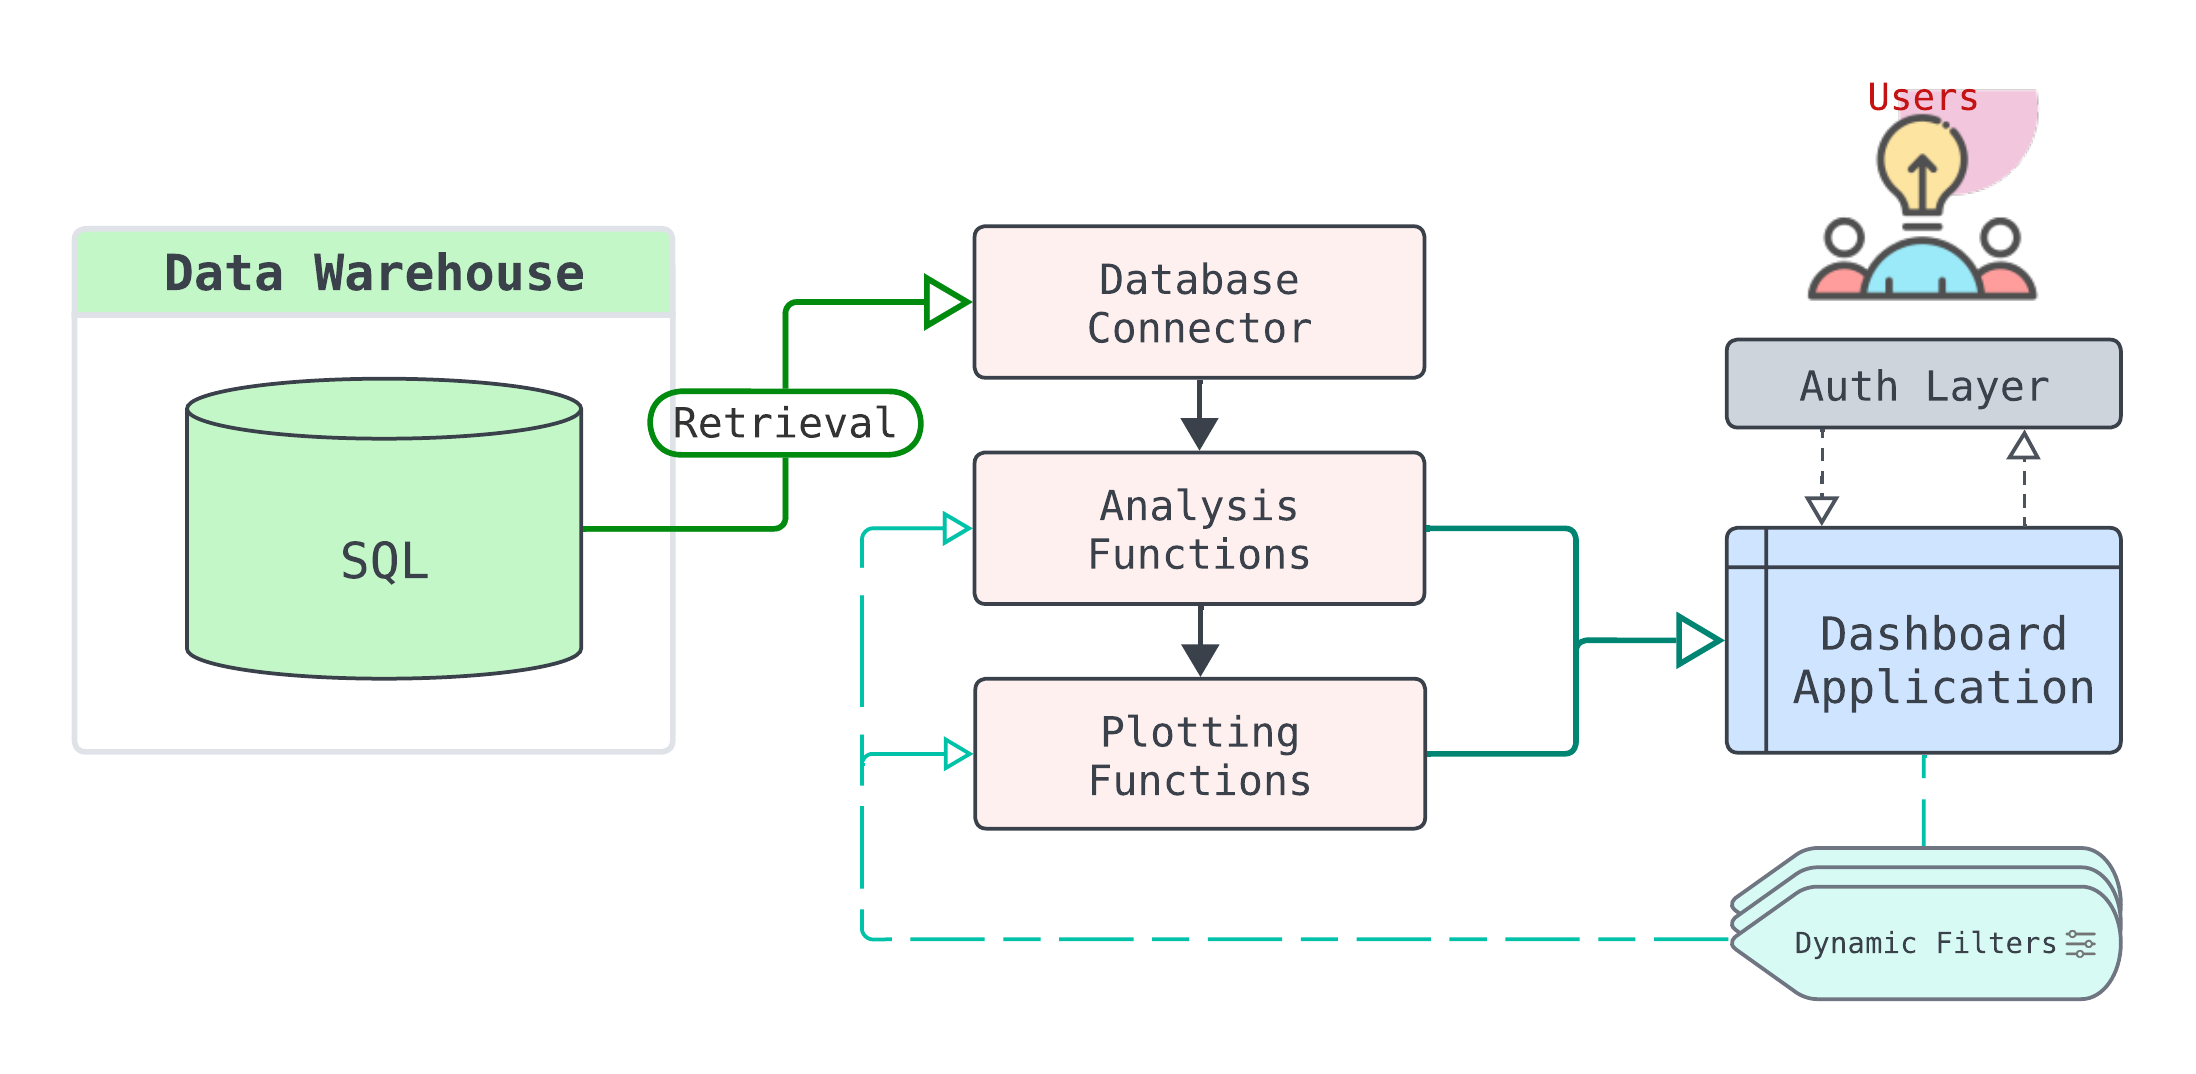 Users
Data Warehouse
SQL
Retrieval
Database
Connector
Analysis
Functions
Plotting
Functions
Auth Layer
Dashboard
Application
Dynamic Filters